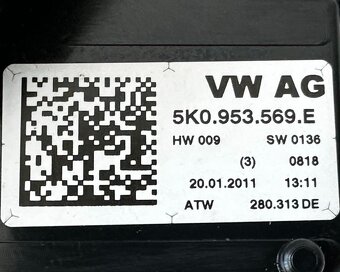 VW AG
5K0.953.569.E
HW 009 SW 0136
(3) 0818
20.01.2011 13:11
ATW 280.313 DE